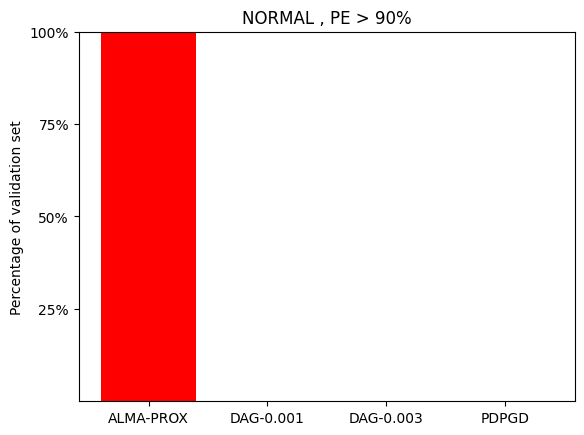 NORMAL , PE > 90%
100%
75%
50%
25%
Percentage of validation set
ALMA-PROX DAG-0.001 DAG-0.003 PDPGD